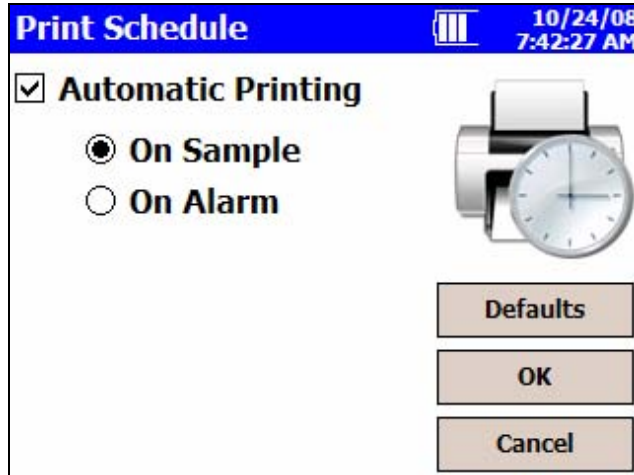 Print Schedule
10/24/08
7:42:27 AM
Automatic Printing
On Sample
On Alarm
Defaults
OK
Cancel